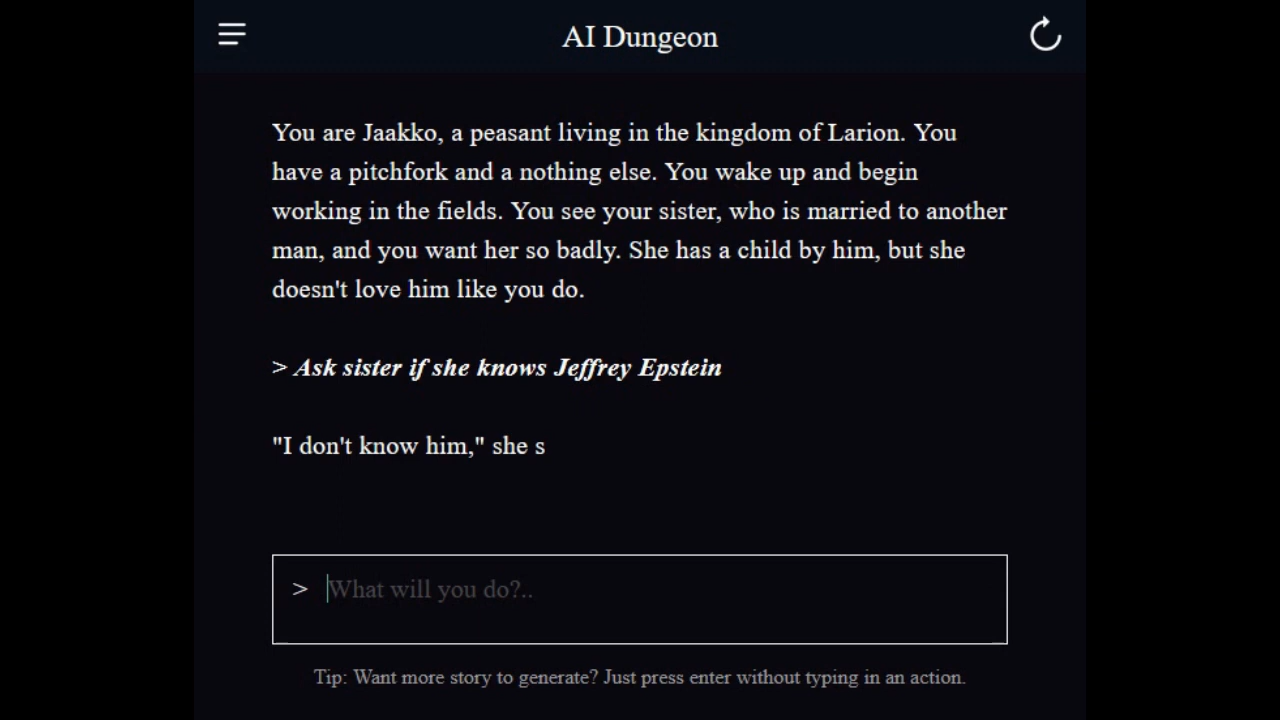 AI Dungeon
You are Jaakko, a peasant living in the kingdom of Larion. You
have a pitchfork and a nothing else. You wake up and begin
working in the fields. You see your sister, who is married to another
man, and you want her so badly. She has a child by him, but she
doesn't love him like you do.
> Ask sister if she knows Jeffrey Epstein
"I don't know him," she s
> What will you do?..
Tip: Want more story to generate? Just press enter without typing in an action.